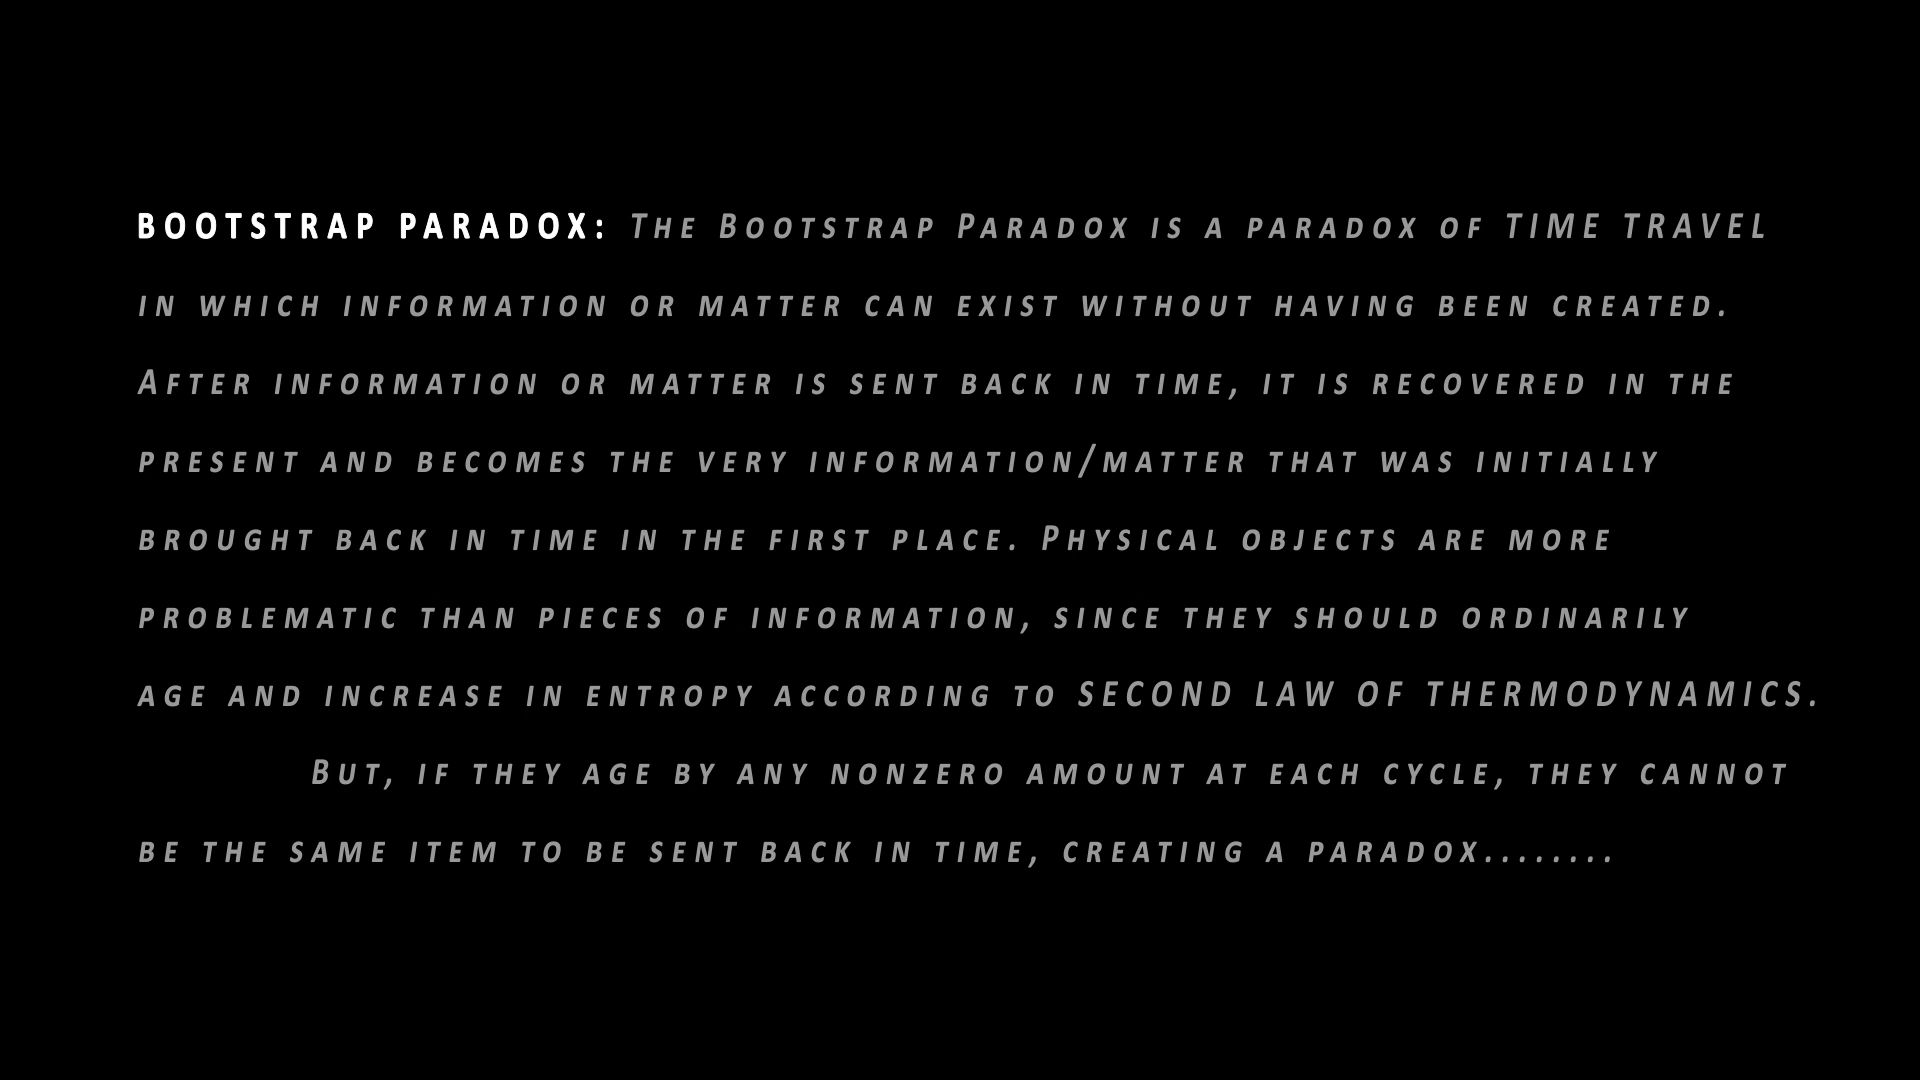 BOOTSTRAP PARADOX: The Bootstrap Paradox is a paradox of TIME TRAVEL
in which information or matter can exist without having been created.
After information or matter is sent back in time, it is recovered in the
present and becomes the very information/matter that was initially
brought back in time in the first place. Physical objects are more
problematic than pieces of information, since they should ordinarily
age and increase in entropy according to SECOND LAW OF THERMODYNAMICS.
But, if they age by any nonzero amount at each cycle, they cannot
be the same item to be sent back in time, creating a paradox........